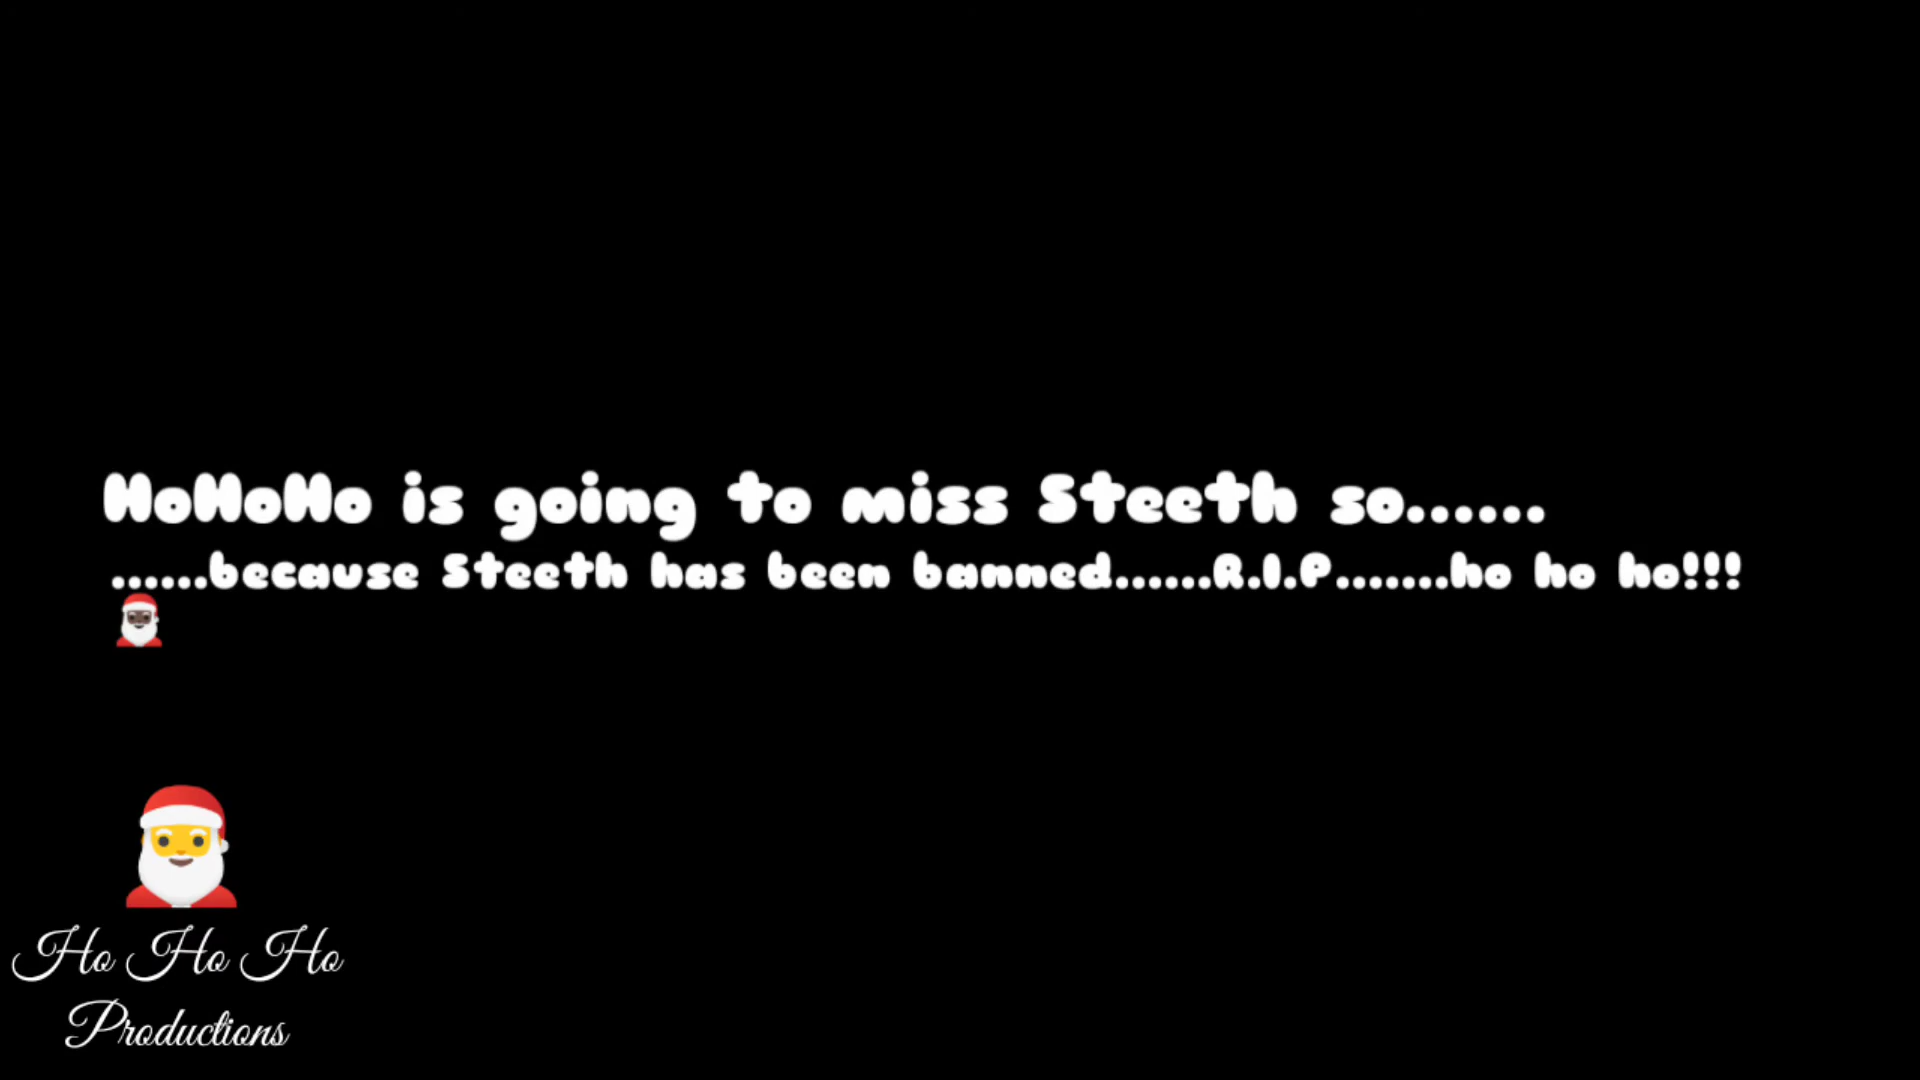 HoHoHo is going to miss Steeth so......
......because Steeth has been banned......R.I.P.......ho ho ho!!!
Ho Ho Ho
Productions